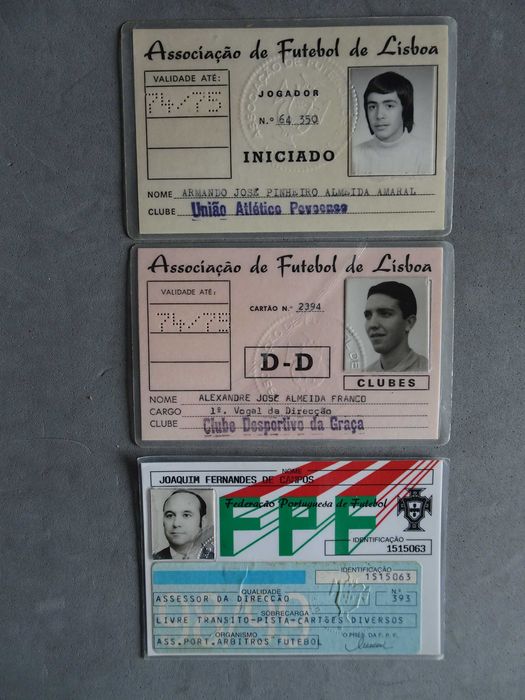 Associação de Futebol de Lisboa
VALIDADE ATÉ:
74/75
JOGADOR
N.º 64 350
INICIADO
NOME ARMANDO JOSÉ PINHEIRO ALMEIDA AMARAL
CLUBE União Atlético Povoense
Associação de Futebol de Lisboa
VALIDADE ATÉ:
74/75
CARTÃO N.º 2394
D-D
CLUBES
NOME ALEXANDRE JOSÉ ALMEIDA FRANCO
CARGO 1º. Vogal da Direcção
CLUBE Clube Desportivo da Graça
NOME
JOAQUIM FERNANDES DE CAMPOS
Federação Portuguesa de Futebol
FPF
IDENTIFICAÇÃO
1515063
IDENTIFICAÇÃO
1515063
QUALIDADE
N.º
ASSESSOR DA DIRECCAO
393
SOBRECARGA
LIVRE TRANSITO-PISTA-CARTÕES DIVERSOS
ORGANISMO
O PRES. DA F. P. F.
ASS.PORT.ARBITROS FUTEBOL